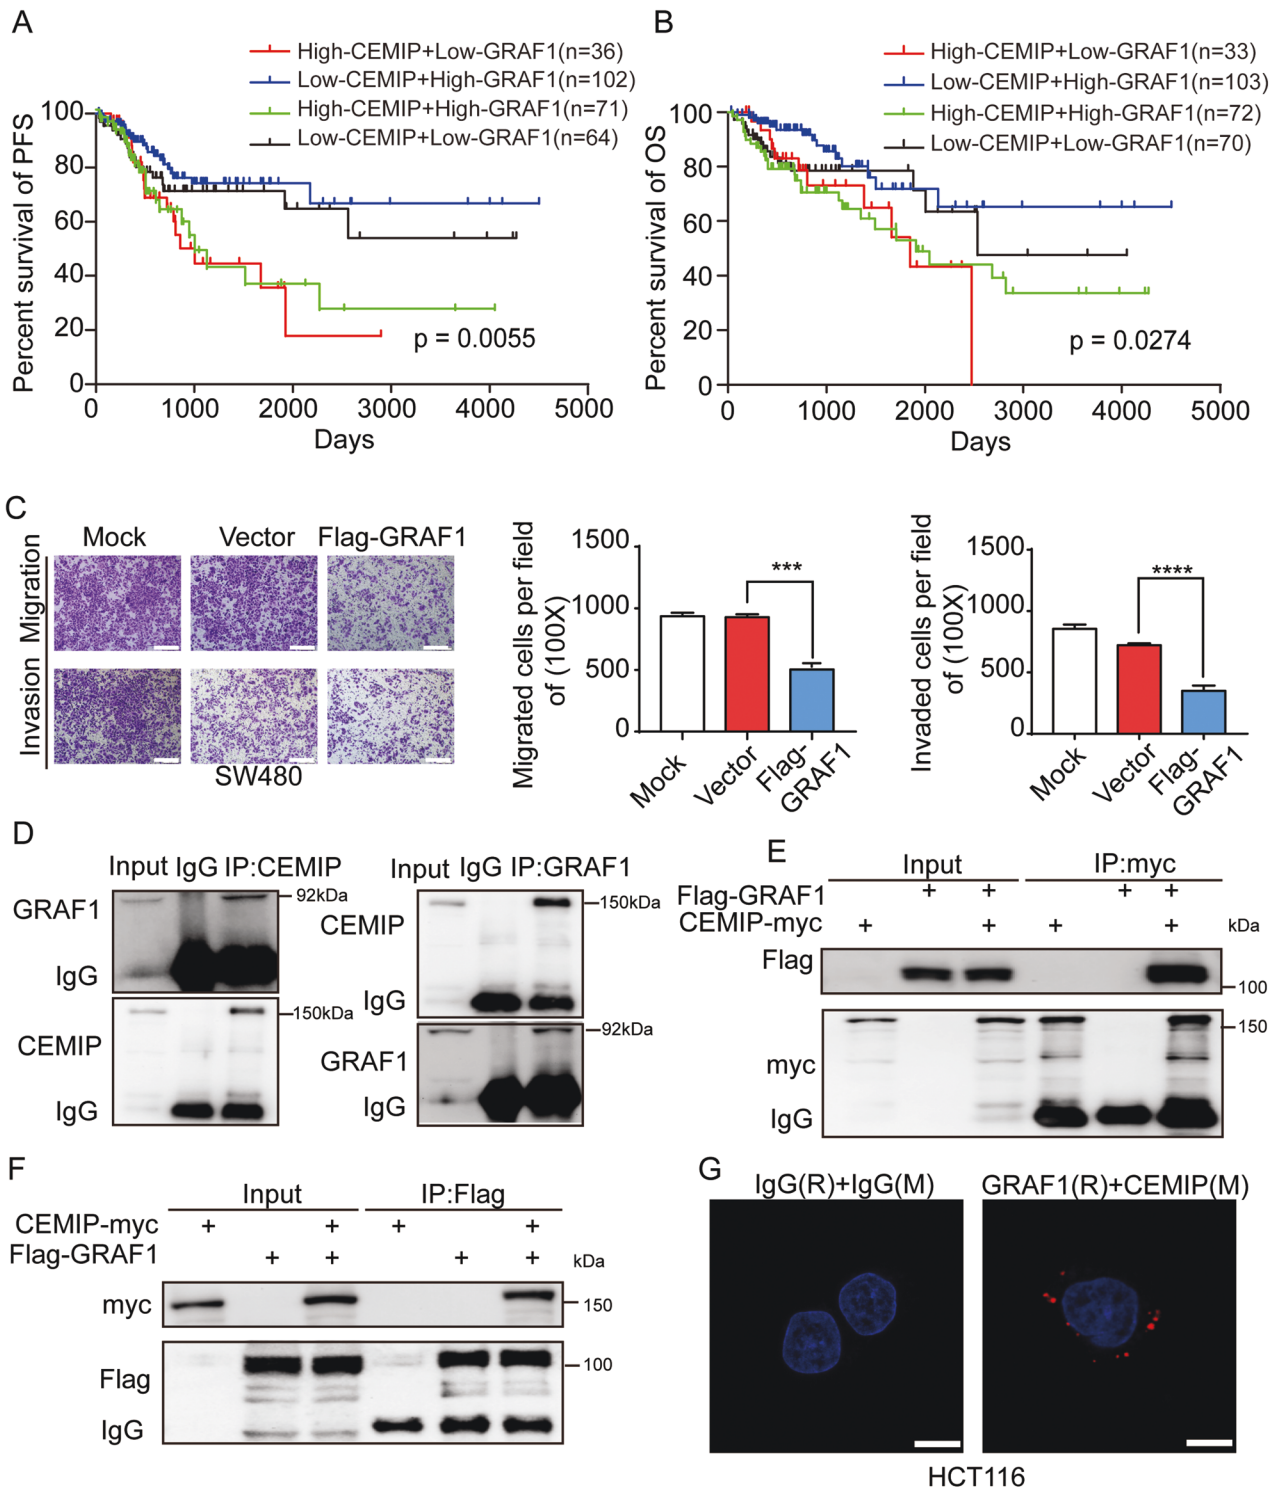 A
High-CEMIP+Low-GRAF1(n=36)
Low-CEMIP+High-GRAF1(n=102)
High-CEMIP+High-GRAF1(n=71)
Low-CEMIP+Low-GRAF1(n=64)
Percent survival of PFS
100
80
60
40
20
0
p = 0.0055
0 1000 2000 3000 4000 5000
Days
B
High-CEMIP+Low-GRAF1(n=33)
Low-CEMIP+High-GRAF1(n=103)
High-CEMIP+High-GRAF1(n=72)
Low-CEMIP+Low-GRAF1(n=70)
Percent survival of OS
100
80
60
40
20
0
p = 0.0274
0 1000 2000 3000 4000 5000
Days
C
Mock Vector Flag-GRAF1
Migration
Invasion
SW480
Migrated cells per field
of (100X)
1500
1000
500
0
***
Mock
Vector
Flag-
GRAF1
Invaded cells per field
of (100X)
1500
1000
500
0
****
Mock
Vector
Flag-
GRAF1
D
Input IgG IP:CEMIP
GRAF1
92kDa
IgG
CEMIP
150kDa
IgG
Input IgG IP:GRAF1
CEMIP
150kDa
IgG
GRAF1
92kDa
IgG
E
Input IP:myc
Flag-GRAF1 + + + +
CEMIP-myc + + + + kDa
Flag
100
myc
150
IgG
F
Input IP:Flag
CEMIP-myc + + + +
Flag-GRAF1 + + + + kDa
myc
150
Flag
100
IgG
G
IgG(R)+IgG(M) GRAF1(R)+CEMIP(M)
HCT116